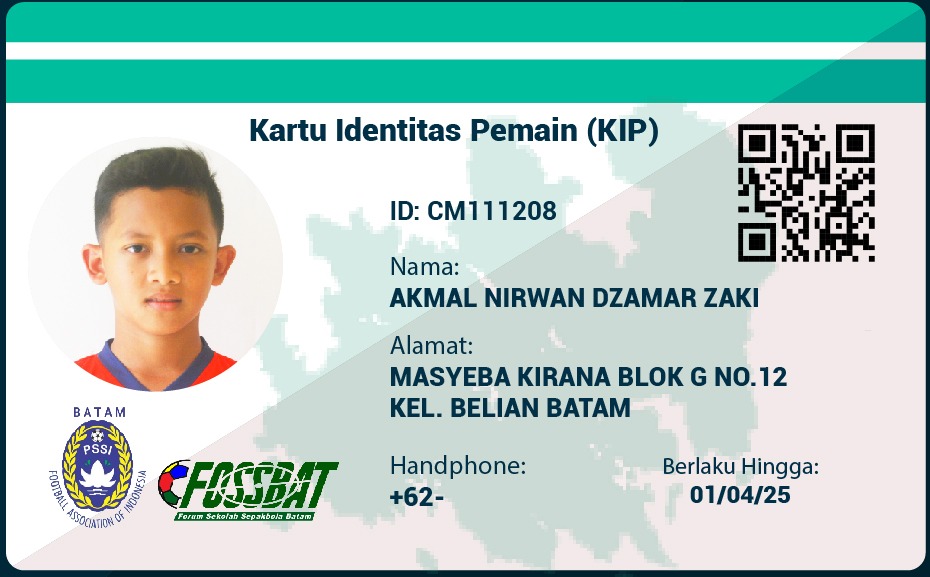 Kartu Identitas Pemain (KIP)
ID: CM111208
Nama:
AKMAL NIRWAN DZAMAR ZAKI
Alamat:
MASYEBA KIRANA BLOK G NO.12
KEL. BELIAN BATAM
Handphone:
+62-
Berlaku Hingga:
01/04/25
BATAM
PSSI
FOOTBALL ASSOCIATION OF INDONESIA
FOSSBAT
Forum Sekolah Sepakbola Batam